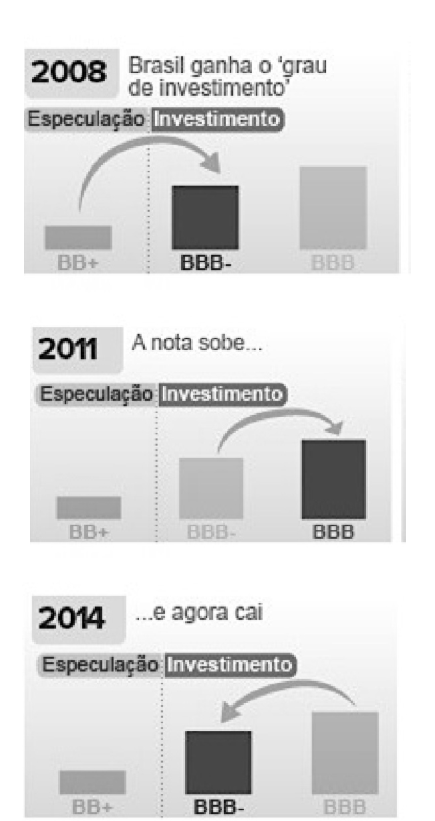 2008 Brasil ganha o ‘grau
de investimento’
Especulação Investimento
BB+ BBB- BBB
2011 A nota sobe...
Especulação Investimento
BB+ BBB- BBB
2014 ...e agora cai
Especulação Investimento
BB+ BBB- BBB